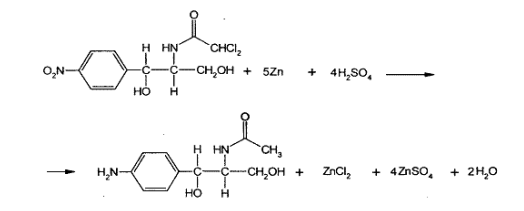 O
HN CHCl₂
H
O₂N C C CH₂OH + 5Zn + 4H₂SO₄
HO H
O
H HN CH₃
H₂N C C CH₂OH + ZnCl₂ + 4ZnSO₄ + 2H₂O
HO H